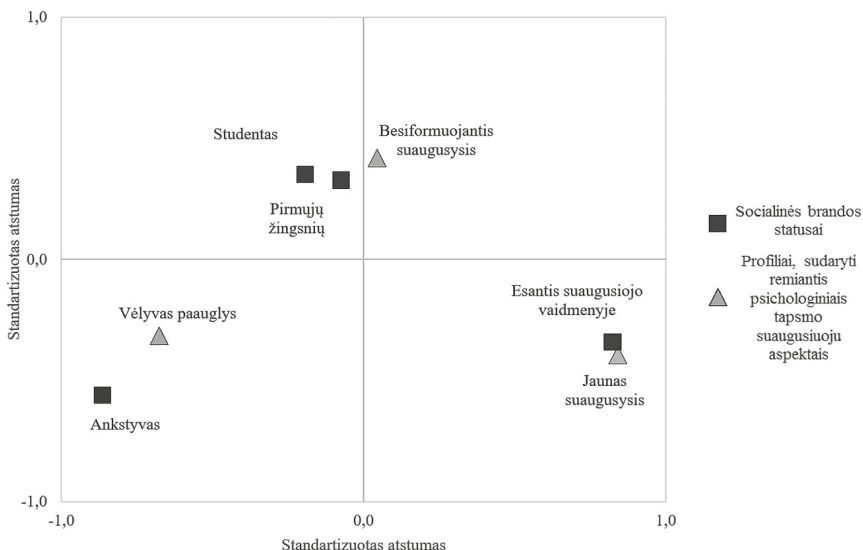 1,0
Studentas
Besiformuojantis
suaugusysis
Pirmųjų
žingsnių
0,0
Vėlyvas paauglys
Ankstyvas
Esantis suaugusiojo
vaidmenyje
Jaunas
suaugusysis
-1,0
-1,0
0,0
1,0
Standartizuotas atstumas
Standartizuotas atstumas
Socialinės brandos
statusai
Profiliai, sudaryti
remiantis
psichologiniais
tapsmo
suaugusiuoju
aspektais